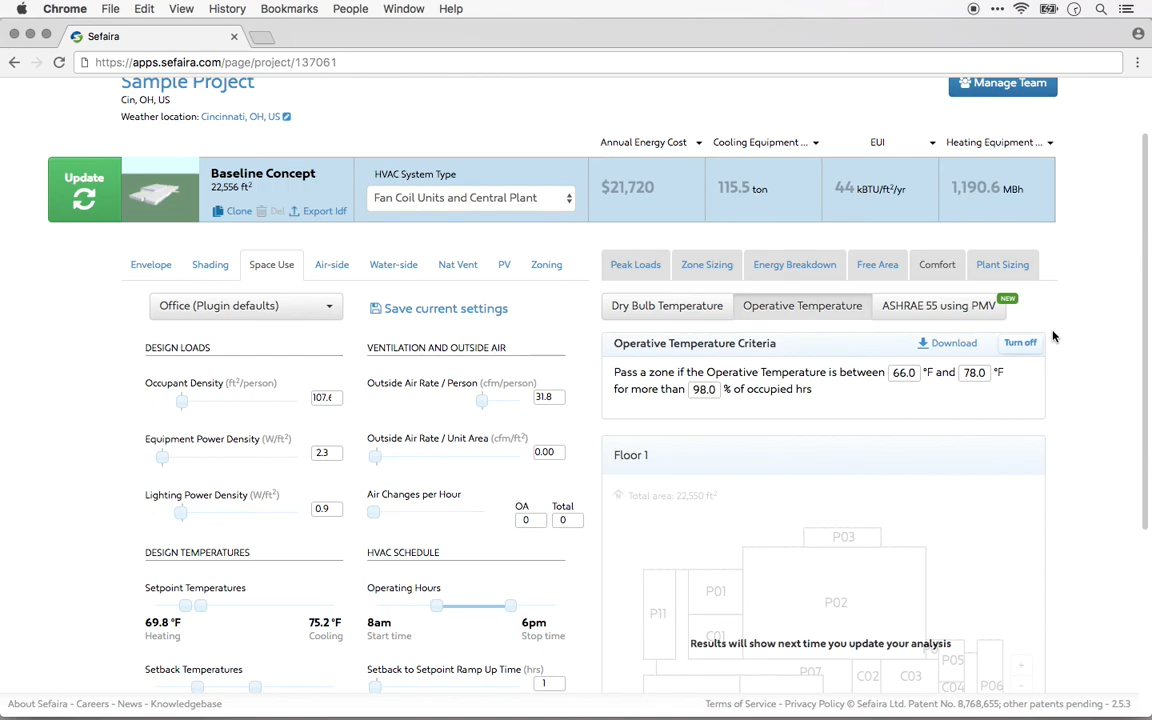 Chrome File Edit View History Bookmarks People Window Help
Sefaira
https://apps.sefaira.com/page/project/137061
Sample Project
Manage Team
Cin, OH, US
Weather location: Cincinnati, OH, US
Annual Energy Cost Cooling Equipment ... EUI Heating Equipment ...
Update
Baseline Concept
22,556 ft²
Clone Del Export Idf
HVAC System Type
Fan Coil Units and Central Plant
$21,720
115.5 ton
44 kBTU/ft²/yr
1,190.6 MBh
Envelope Shading Space Use Air-side Water-side Nat Vent PV Zoning
Peak Loads Zone Sizing Energy Breakdown Free Area Comfort Plant Sizing
Office (Plugin defaults)
Save current settings
Dry Bulb Temperature Operative Temperature ASHRAE 55 using PMV NEW
DESIGN LOADS
Occupant Density (ft²/person)
107.6
Equipment Power Density (W/ft²)
2.3
Lighting Power Density (W/ft²)
0.9
DESIGN TEMPERATURES
Setpoint Temperatures
69.8 °F 75.2 °F
Heating Cooling
Setback Temperatures
VENTILATION AND OUTSIDE AIR
Outside Air Rate / Person (cfm/person)
31.8
Outside Air Rate / Unit Area (cfm/ft²)
0.00
Air Changes per Hour
OA Total
0 0
HVAC SCHEDULE
Operating Hours
8am 6pm
Start time Stop time
Setback to Setpoint Ramp Up Time (hrs)
1
Operative Temperature Criteria
Download
Turn off
Pass a zone if the Operative Temperature is between 66.0 °F and 78.0 °F
for more than 98.0 % of occupied hrs
Floor 1
Total area: 22,550 ft²
P03
P01
P02
P11
C01
Results will show next time you update your analysis
P05
P07
C02
C03
C04
P06
+
-
About Sefaira - Careers - News - Knowledgebase
Terms of Service - Privacy Policy © Sefaira Ltd. Patent No. 8,768,655; other patents pending - 2.5.3